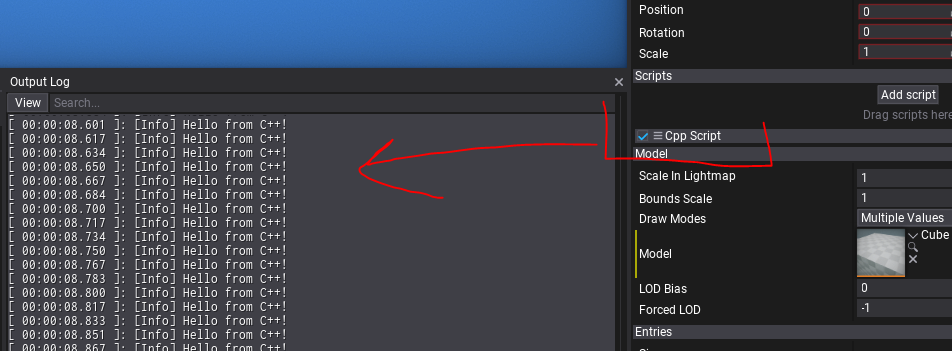 Output Log
View Search...
[ 00:00:08.601 ]: [Info] Hello from C++!
[ 00:00:08.617 ]: [Info] Hello from C++!
[ 00:00:08.634 ]: [Info] Hello from C++!
[ 00:00:08.650 ]: [Info] Hello from C++!
[ 00:00:08.667 ]: [Info] Hello from C++!
[ 00:00:08.684 ]: [Info] Hello from C++!
[ 00:00:08.700 ]: [Info] Hello from C++!
[ 00:00:08.717 ]: [Info] Hello from C++!
[ 00:00:08.734 ]: [Info] Hello from C++!
[ 00:00:08.750 ]: [Info] Hello from C++!
[ 00:00:08.767 ]: [Info] Hello from C++!
[ 00:00:08.783 ]: [Info] Hello from C++!
[ 00:00:08.800 ]: [Info] Hello from C++!
[ 00:00:08.817 ]: [Info] Hello from C++!
[ 00:00:08.833 ]: [Info] Hello from C++!
[ 00:00:08.851 ]: [Info] Hello from C++!
[ 00:00:08.867 ]: [Info] Hello from C++!
Position 0
Rotation 0
Scale 1
Scripts
Add script
Drag scripts here
Cpp Script
Model
Scale In Lightmap 1
Bounds Scale 1
Draw Modes Multiple Values
Model Cube
LOD Bias 0
Forced LOD -1
Entries